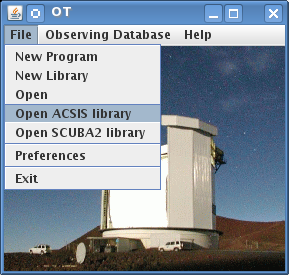 OT
File Observing Database Help
New Program
New Library
Open
Open ACSIS library
Open SCUBA2 library
Preferences
Exit